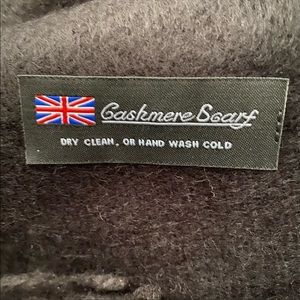 Cashmere Scarf
DRY CLEAN, OR HAND WASH COLD